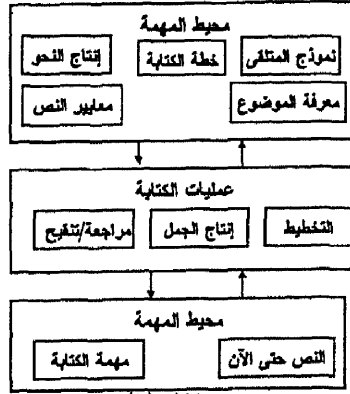 محيط المهمة
نموذج المتلقى خطة الكتابة إنتاج النحو
معرفة الموضوع معايير النص
عمليات الكتابة
التخطيط إنتاج الجمل مراجعة/تنقيح
محيط المهمة
النص حتى الآن مهمة الكتابة